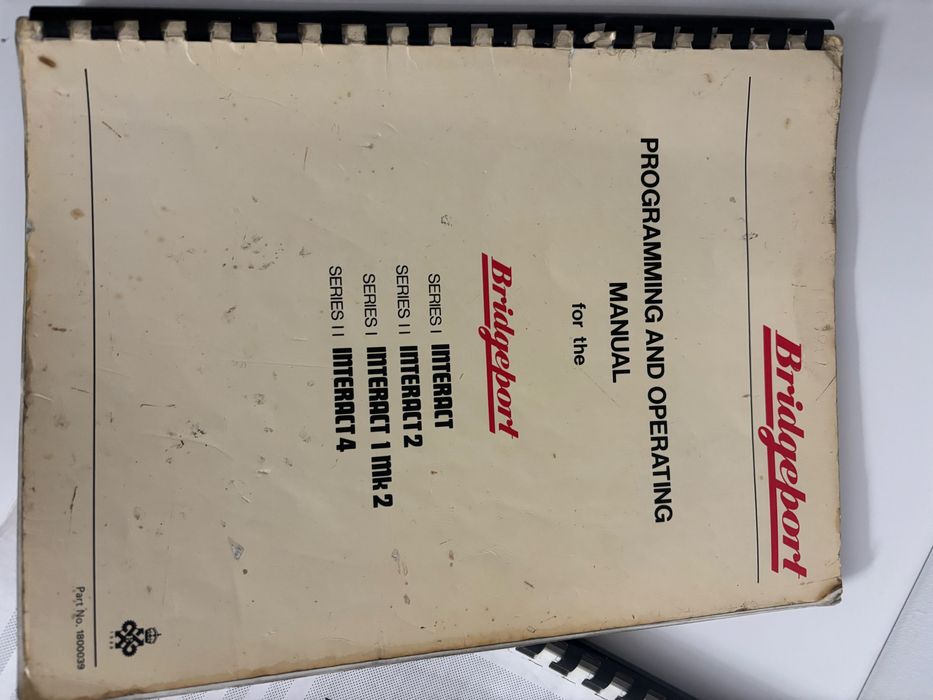 Bridgeport
PROGRAMMING AND OPERATING
MANUAL
for the
Bridgeport
SERIES I INTERACT
SERIES II INTERACT 2
SERIES I INTERACT 1 Mk 2
SERIES II INTERACT 4
Part No. 1800039